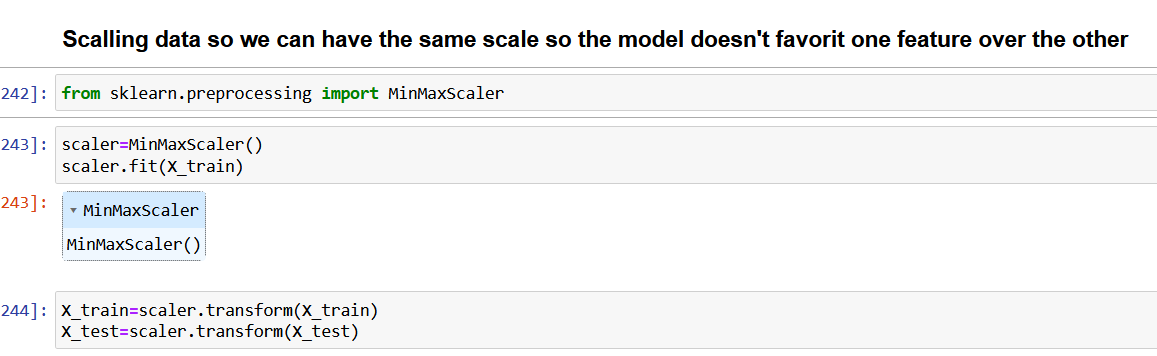 Scalling data so we can have the same scale so the model doesn't favorit one feature over the other
242]: from sklearn.preprocessing import MinMaxScaler
243]: scaler=MinMaxScaler()
scaler.fit(X_train)
243]: ▾ MinMaxScaler
MinMaxScaler()
244]: X_train=scaler.transform(X_train)
X_test=scaler.transform(X_test)